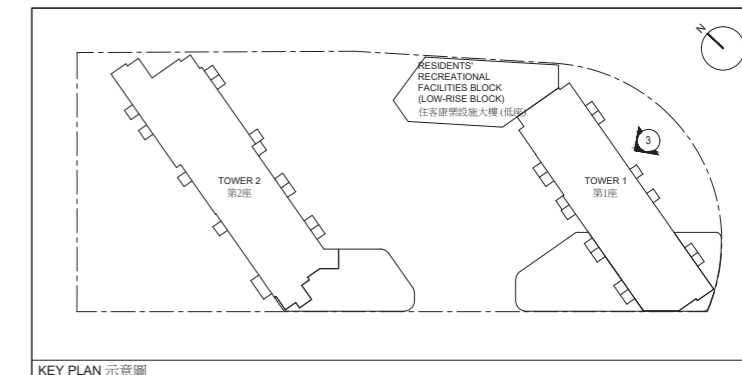 N
RESIDENTS'
RECREATIONAL
FACILITIES BLOCK
(LOW-RISE BLOCK)
住客康樂設施大樓 (低座)
3
TOWER 2
第2座
TOWER 1
第1座
KEY PLAN 示意圖